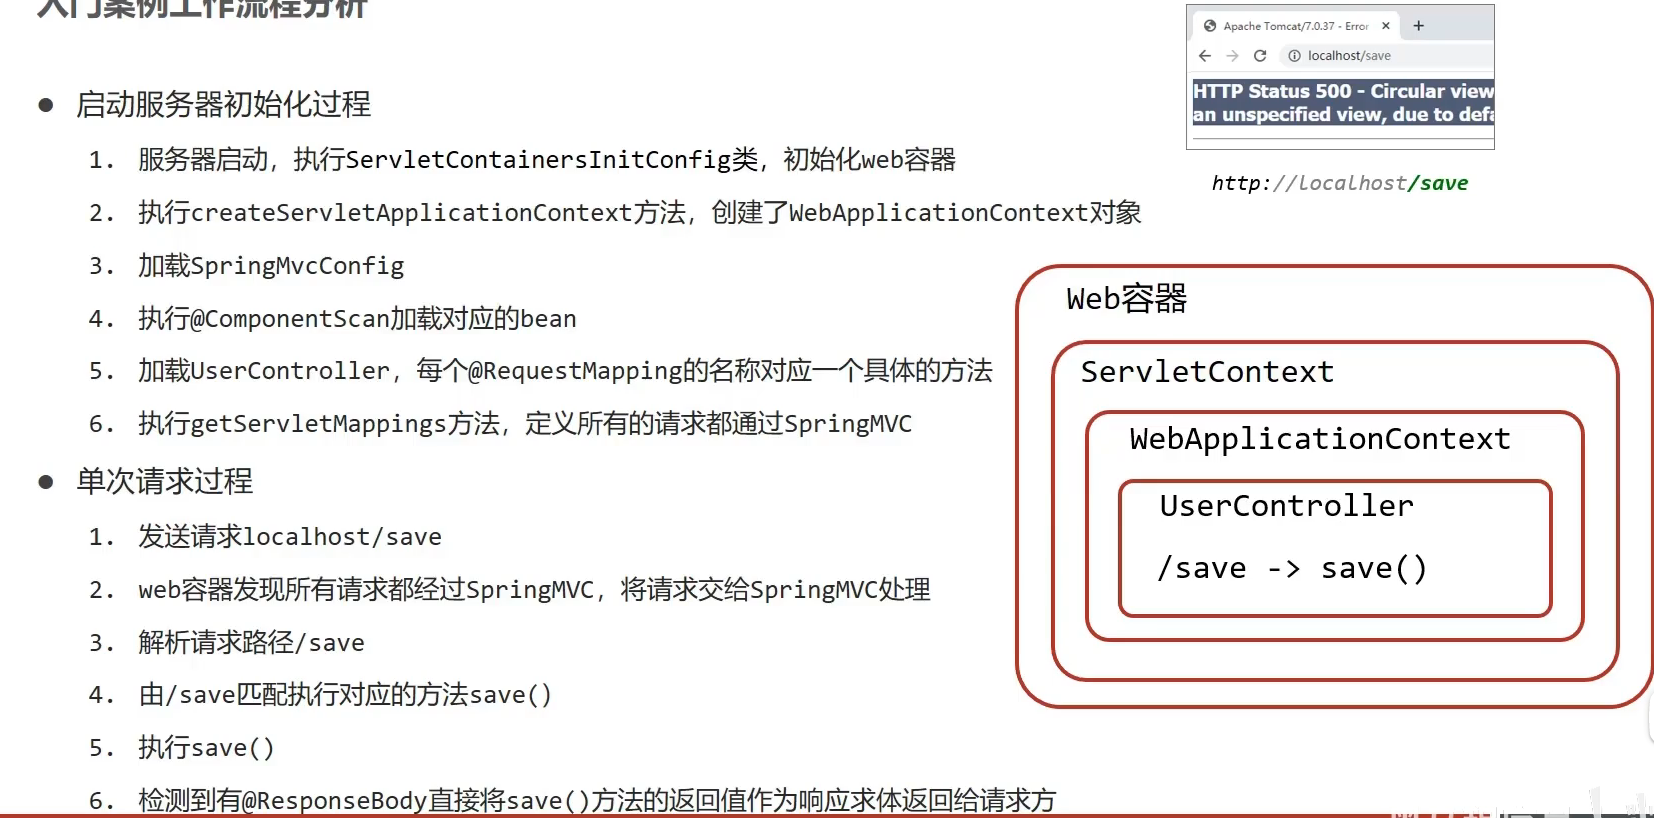 入门案例工作流程分析
● 启动服务器初始化过程
1. 服务器启动，执行ServletContainersInitConfig类，初始化web容器
2. 执行createServletApplicationContext方法，创建了WebApplicationContext对象
3. 加载SpringMvcConfig
4. 执行@ComponentScan加载对应的bean
5. 加载UserController，每个@RequestMapping的名称对应一个具体的方法
6. 执行getServletMappings方法，定义所有的请求都通过SpringMVC
● 单次请求过程
1. 发送请求localhost/save
2. web容器发现所有请求都经过SpringMVC，将请求交给SpringMVC处理
3. 解析请求路径/save
4. 由/save匹配执行对应的方法save()
5. 执行save()
6. 检测到有@ResponseBody直接将save()方法的返回值作为响应求体返回给请求方
Apache Tomcat/7.0.37 - Error
localhost/save
HTTP Status 500 - Circular view
an unspecified view, due to defa
http://localhost/save
Web容器
ServletContext
WebApplicationContext
UserController
/save -> save()